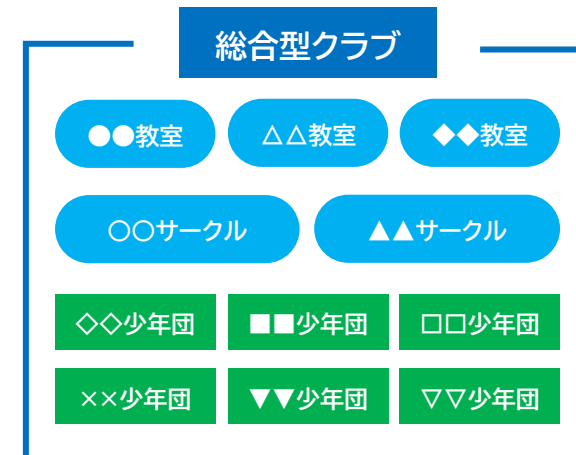 総合型クラブ
●●教室 △△教室 ◆◆教室
○○サークル ▲▲サークル
◇◇少年団 ■■少年団 □□少年団
××少年団 ▼▼少年団 ▽▽少年団